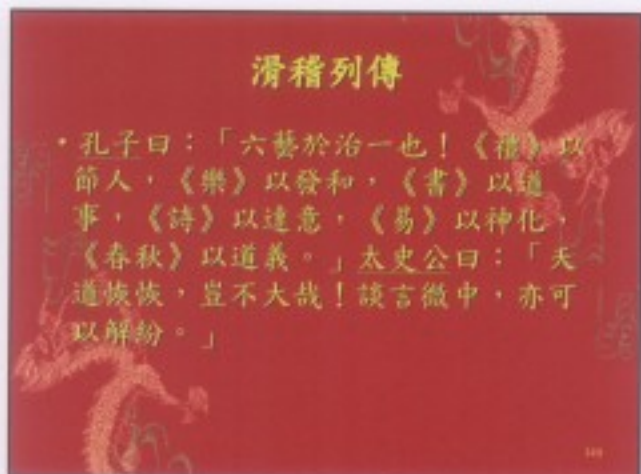 滑稽列傳
• 孔子曰：「六藝於治一也！《禮》以
節人，《樂》以發和，《書》以道
事，《詩》以達意，《易》以神化，
《春秋》以道義。」太史公曰：「天
道恢恢，豈不大哉！談言微中，亦可
以解紛。」